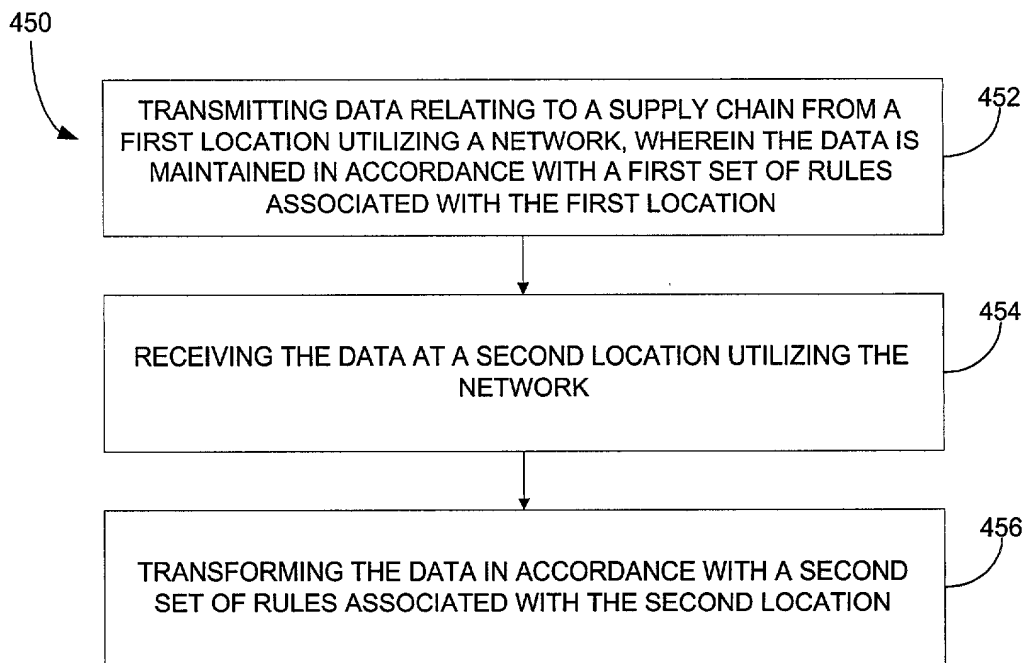 450
TRANSMITTING DATA RELATING TO A SUPPLY CHAIN FROM A
FIRST LOCATION UTILIZING A NETWORK, WHEREIN THE DATA IS
MAINTAINED IN ACCORDANCE WITH A FIRST SET OF RULES
ASSOCIATED WITH THE FIRST LOCATION
452
RECEIVING THE DATA AT A SECOND LOCATION UTILIZING THE
NETWORK
454
TRANSFORMING THE DATA IN ACCORDANCE WITH A SECOND
SET OF RULES ASSOCIATED WITH THE SECOND LOCATION
456